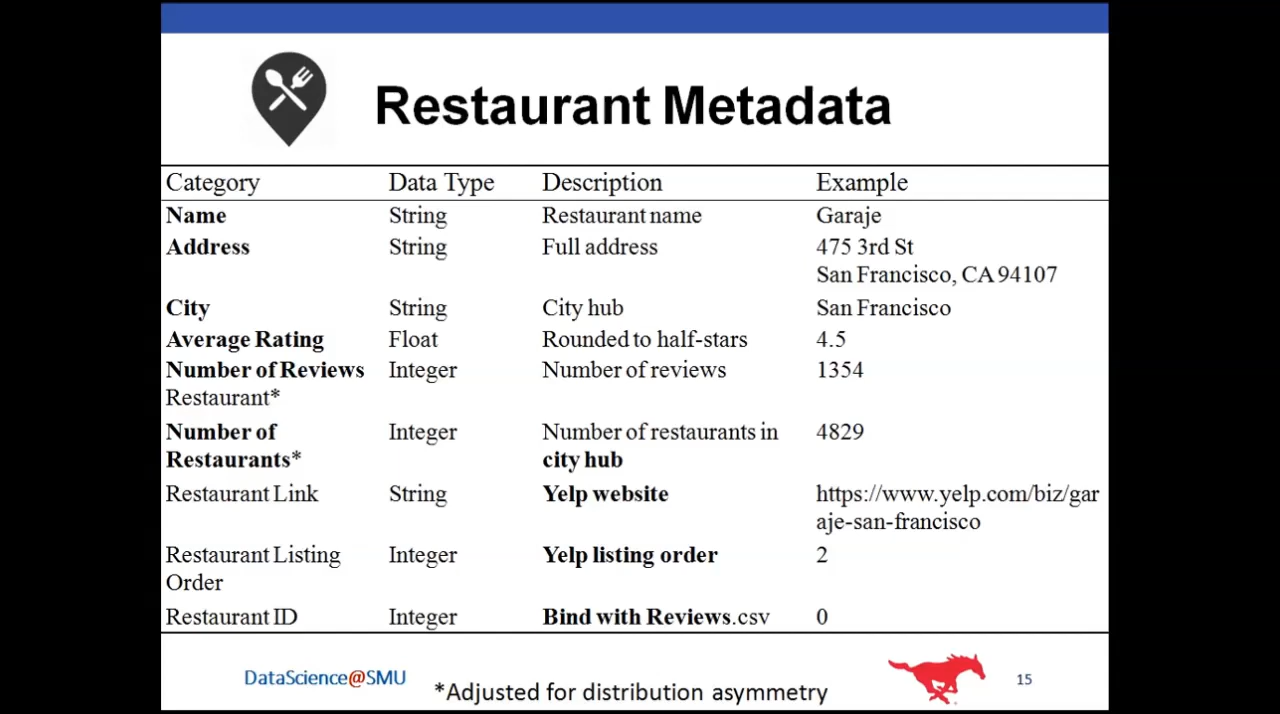 Restaurant Metadata
Category Data Type Description Example
Name String Restaurant name Garaje
Address String Full address 475 3rd St
San Francisco, CA 94107
City String City hub San Francisco
Average Rating Float Rounded to half-stars 4.5
Number of Reviews Integer Number of reviews 1354
Restaurant*
Number of Integer Number of restaurants in 4829
Restaurants* city hub
Restaurant Link String Yelp website https://www.yelp.com/biz/gar
aje-san-francisco
Restaurant Listing Integer Yelp listing order 2
Order
Restaurant ID Integer Bind with Reviews.csv 0
DataScience@SMU *Adjusted for distribution asymmetry 15